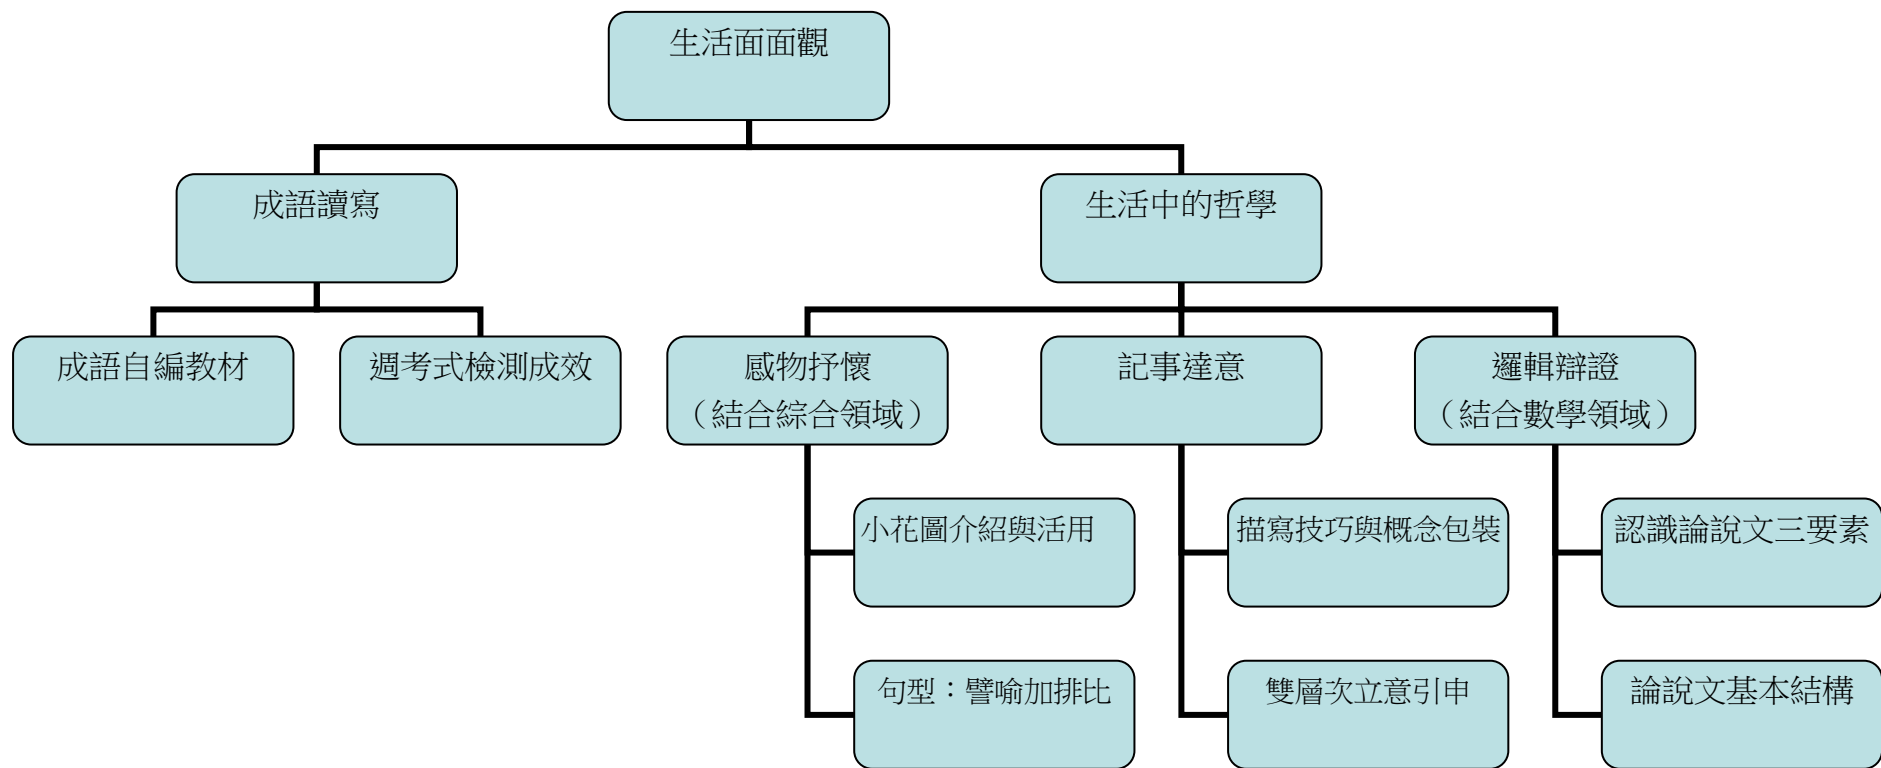 生活面面觀
成語讀寫
生活中的哲學
成語自編教材
週考式檢測成效
感物抒懷
（結合綜合領域）
記事達意
邏輯辯證
（結合數學領域）
小花圖介紹與活用
描寫技巧與概念包裝
認識論說文三要素
句型：譬喻加排比
雙層次立意引申
論說文基本結構